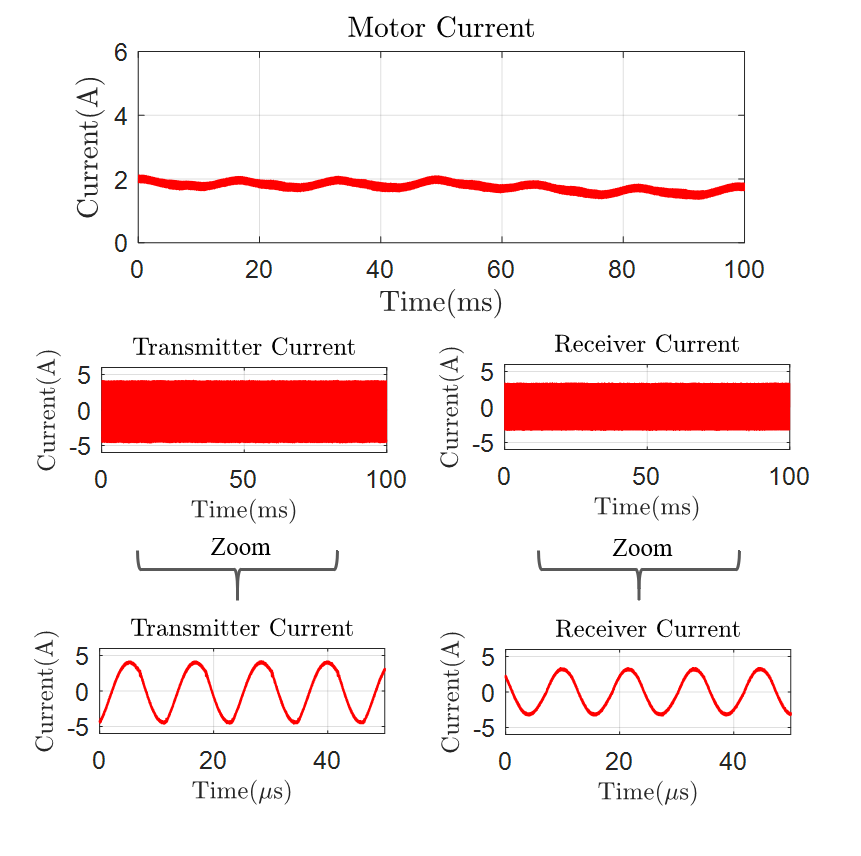 Motor Current
Current(A)
6
4
2
0
0 20 40 60 80 100
Time(ms)
Transmitter Current
Current(A)
5
0
-5
0 50 100
Time(ms)
Receiver Current
Current(A)
5
0
-5
0 50 100
Time(ms)
Zoom
Zoom
Transmitter Current
Current(A)
5
0
-5
0 20 40
Time(μs)
Receiver Current
Current(A)
5
0
-5
0 20 40
Time(μs)